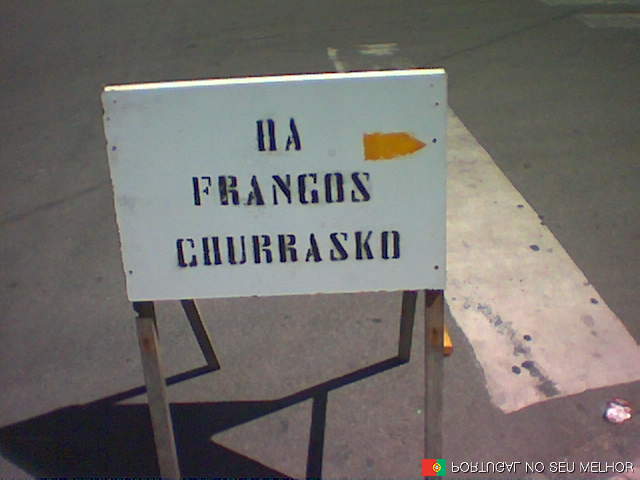 HA
FRANGOS
CHURRASKO
PORTUGAL NO SEU MELHOR